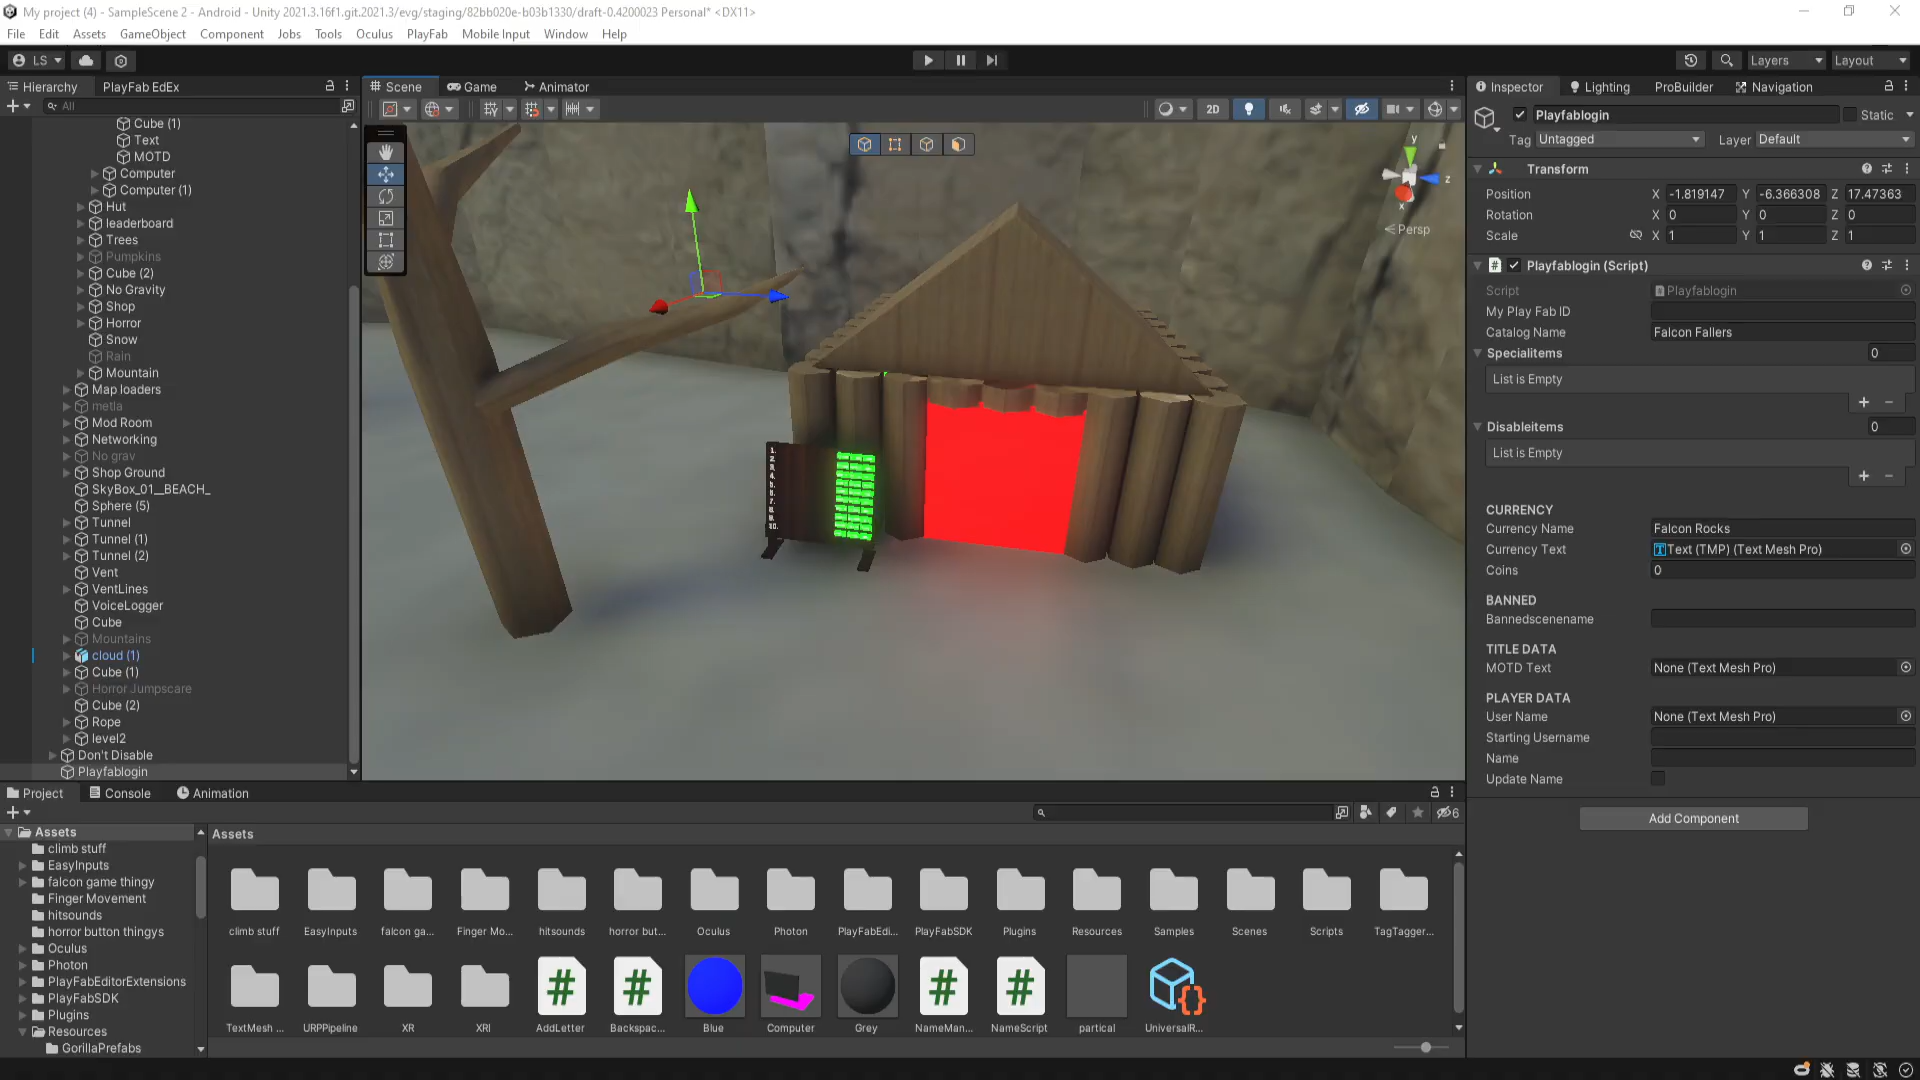 My project (4) - SampleScene 2 - Android - Unity 2021.3.16f1.git.2021.3/evg/staging/82bb020e-b03b1330/draft-0.4200023 Personal* <DX11>
File Edit Assets GameObject Component Jobs Tools Oculus PlayFab Mobile Input Window Help
LS Layers Layout
Hierarchy PlayFab EdEx
All
Cube (1)
Text
MOTD
Computer
Computer (1)
Hut
leaderboard
Trees
Pumpkins
Cube (2)
No Gravity
Shop
Horror
Snow
Rain
Mountain
Map loaders
metla
Mod Room
Networking
No grav
Shop Ground
SkyBox_01__BEACH_
Sphere (5)
Tunnel
Tunnel (1)
Tunnel (2)
Vent
VentLines
VoiceLogger
Cube
Mountains
cloud (1)
Cube (1)
Horror Jumpscare
Cube (2)
Rope
level2
Don't Disable
Playfablogin
Scene Game Animator
2D
y
z
x
Persp
Inspector Lighting ProBuilder Navigation
Playfablogin Static
Tag Untagged Layer Default
Transform
Position X -1.819147 Y -6.366308 Z 17.47363
Rotation X 0 Y 0 Z 0
Scale X 1 Y 1 Z 1
# Playfablogin (Script)
Script Playfablogin
My Play Fab ID
Catalog Name Falcon Fallers
Specialitems 0
List is Empty
Disableitems 0
List is Empty
CURRENCY
Currency Name Falcon Rocks
Currency Text Text (TMP) (Text Mesh Pro)
Coins 0
BANNED
Bannedscenename
TITLE DATA
MOTD Text None (Text Mesh Pro)
PLAYER DATA
User Name None (Text Mesh Pro)
Starting Username
Name
Update Name
Add Component
Project Console Animation
6
Assets
climb stuff
EasyInputs
falcon game thingy
Finger Movement
hitsounds
horror button thingys
Oculus
Photon
PlayFabEditorExtensions
PlayFabSDK
Plugins
Resources
GorillaPrefabs
Assets
climb stuff EasyInputs falcon ga... Finger Mo... hitsounds horror but... Oculus Photon PlayFabEdi... PlayFabSDK Plugins Resources Samples Scenes Scripts TagTagger...
TextMesh ... URPPipeline XR XRI AddLetter Backspac... Blue Computer Grey NameMan... NameScript partical UniversalR...